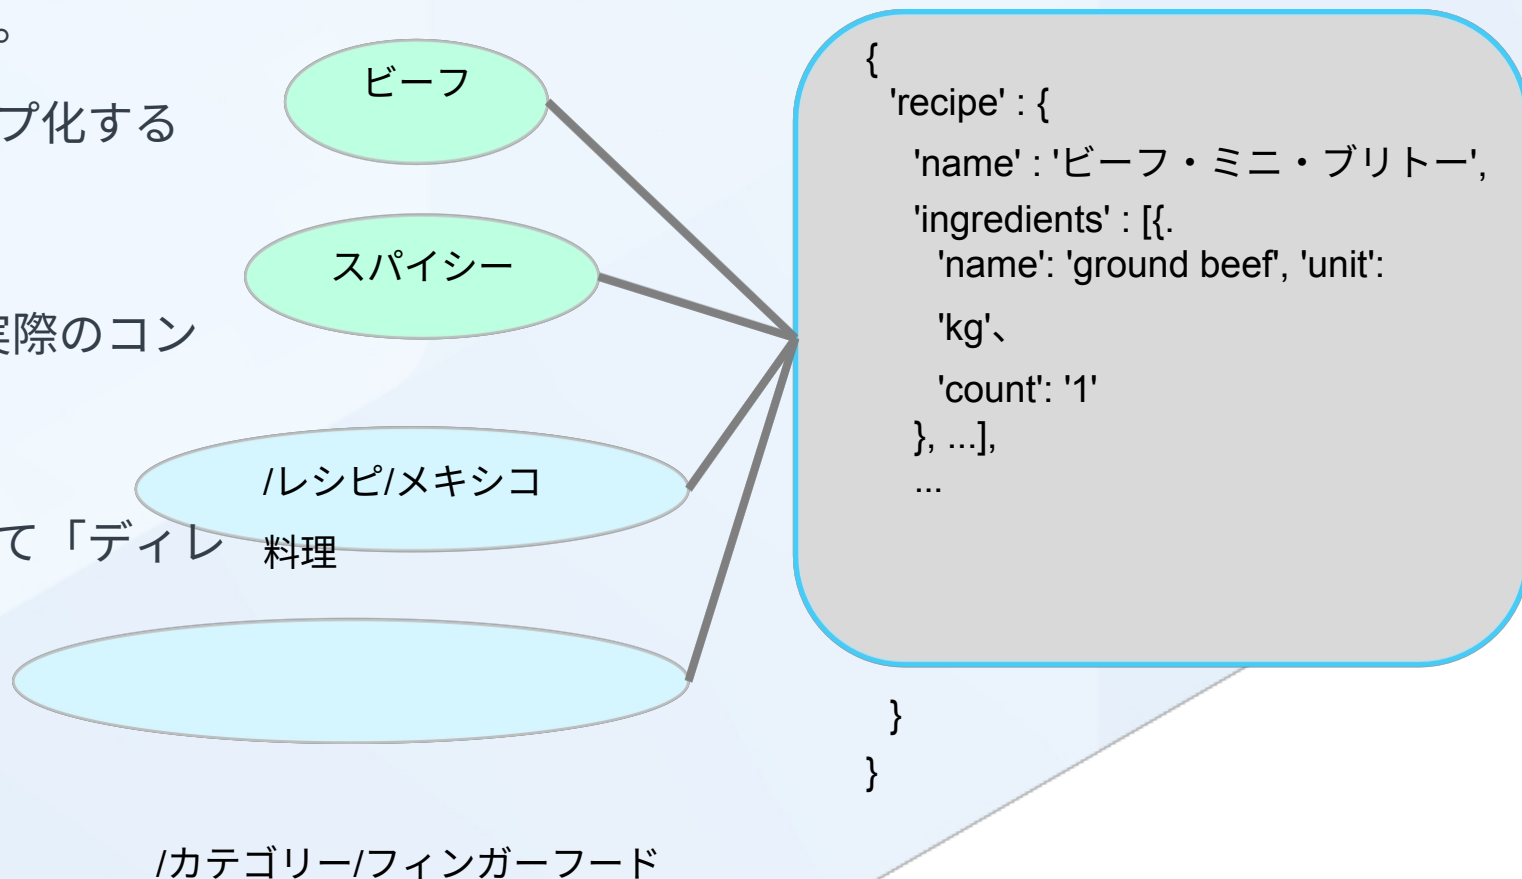 。
プ化する
実際のコン
て「ディレ
ビーフ
スパイシー
/レシピ/メキシコ
料理
/カテゴリー/フィンガーフード
{
'recipe' : {
'name' : 'ビーフ・ミニ・ブリトー',
'ingredients' : [{.
'name': 'ground beef', 'unit':
'kg'、
'count': '1'
}, ...],
...
}
}